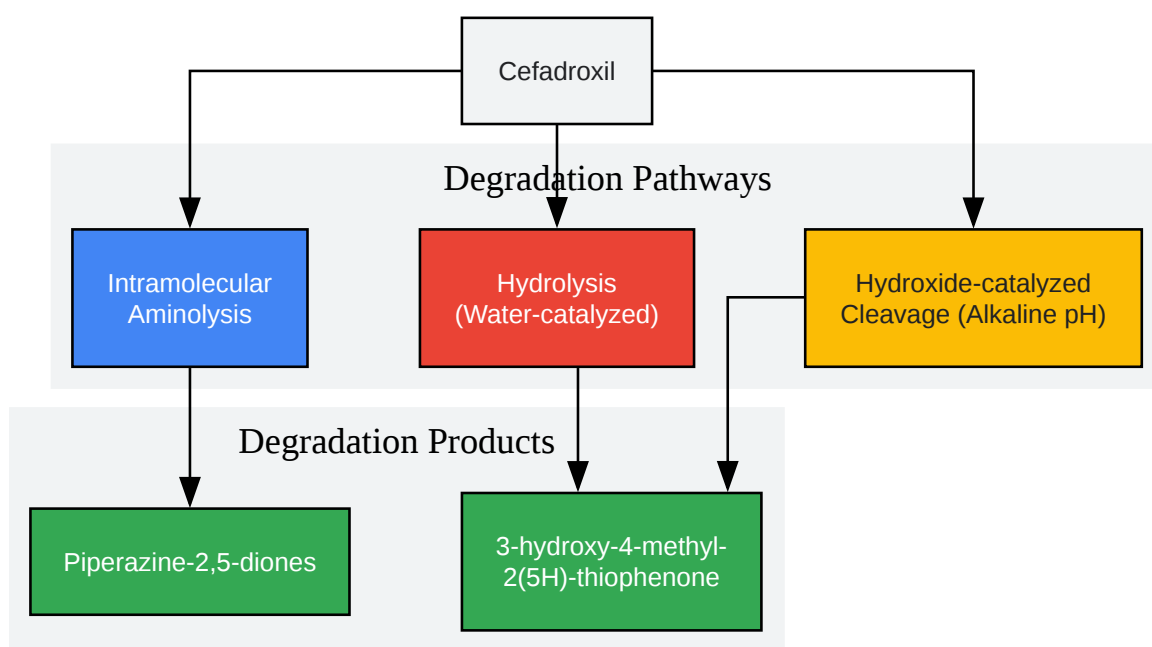 Cefadroxil
Degradation Pathways
Intramolecular
Aminolysis
Hydrolysis
(Water-catalyzed)
Hydroxide-catalyzed
Cleavage (Alkaline pH)
Degradation Products
Piperazine-2,5-diones
3-hydroxy-4-methyl-
2(5H)-thiophenone